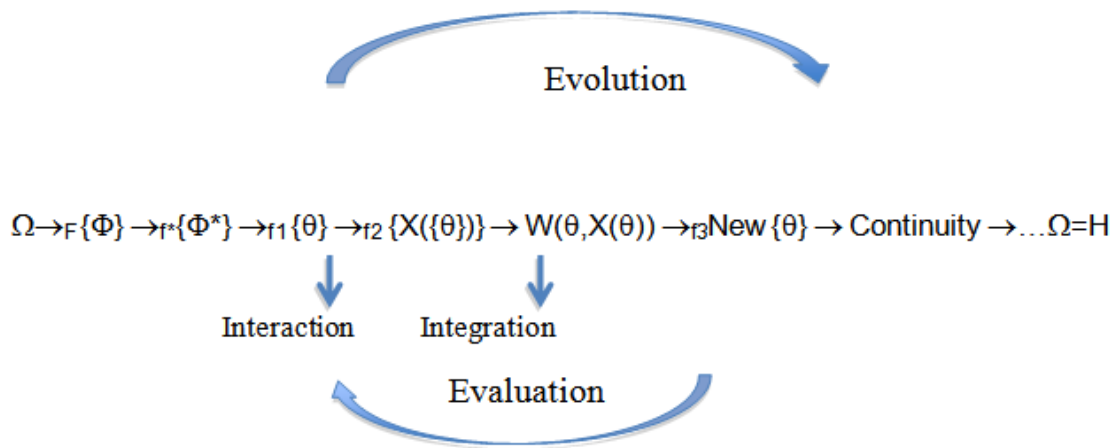 Evolution
Ω→F{Φ} →f*{Φ*} →f1{θ} →f2 {X({θ})} → W(θ,X(θ)) →f3New {θ} → Continuity →...Ω=H
Interaction Integration
Evaluation